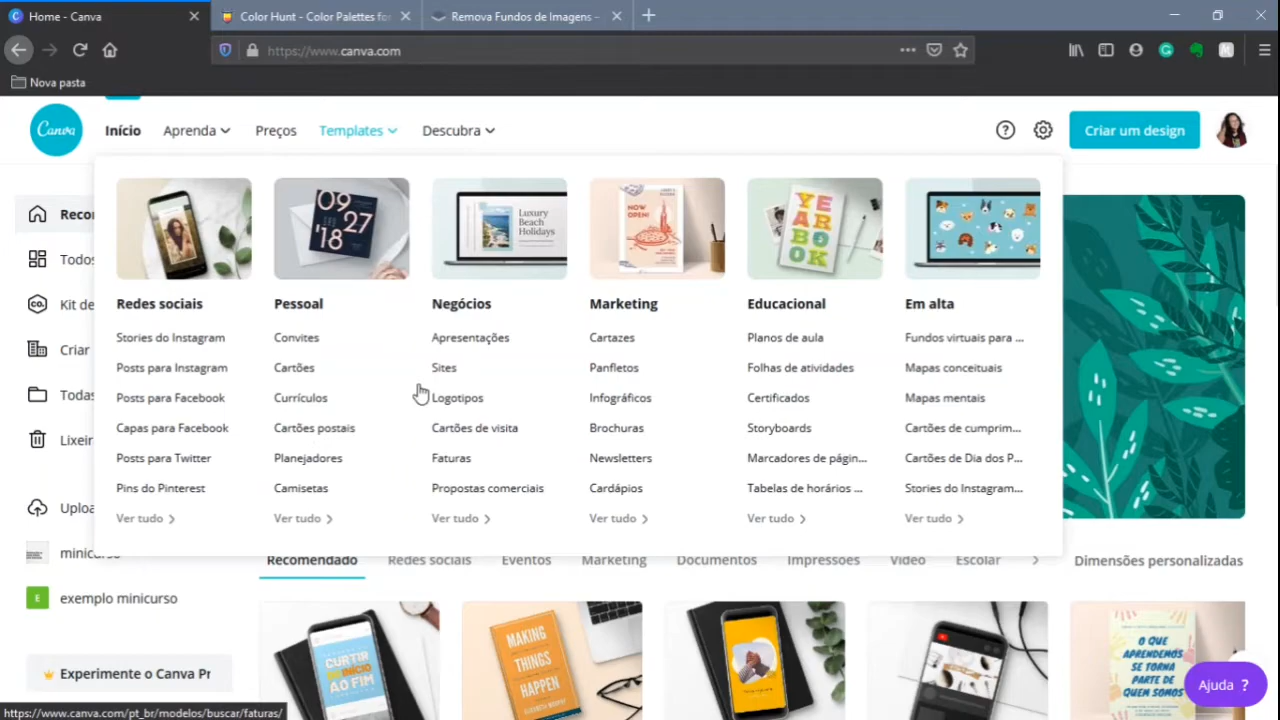 Home - Canva
Color Hunt - Color Palettes fo
Remova Fundos de Imagens –
https://www.canva.com
Nova pasta
Canva
Início
Aprenda
Preços
Templates
Descubra
Criar um design
Luxury
Beach
Holidays
09
27
'18
NOW
OPEN!
YEAR
BOOK
Redes sociais
Pessoal
Negócios
Marketing
Educacional
Em alta
Stories do Instagram
Convites
Apresentações
Cartazes
Planos de aula
Fundos virtuais para ...
Posts para Instagram
Cartões
Sites
Panfletos
Folhas de atividades
Mapas conceituais
Posts para Facebook
Currículos
Logotipos
Infográficos
Certificados
Mapas mentais
Capas para Facebook
Cartões postais
Cartões de visita
Brochuras
Storyboards
Cartões de cumprim...
Posts para Twitter
Planejadores
Faturas
Newsletters
Marcadores de págin...
Cartões de Dia dos P...
Pins do Pinterest
Camisetas
Propostas comerciais
Cardápios
Tabelas de horários ...
Stories do Instagram...
Ver tudo
Ver tudo
Ver tudo
Ver tudo
Ver tudo
Ver tudo
Reco
Todos
Kit de
CO.
Criar
Todas
Lixeir
Uploa
minicurso
E
exemplo minicurso
Experimente o Canva Pr
Recomendado
Redes sociais
Eventos
Marketing
Documentos
Impressões
Vídeo
Escolar
Dimensões personalizadas
CURTIR
AO FIM
MAKING
THINGS
HAPPEN
O QUE
APRENDEMOS
SE TORNA
PARTE DE
QUEM SOMOS
Ajuda ?
https://www.canva.com/pt_br/modelos/buscar/faturas/